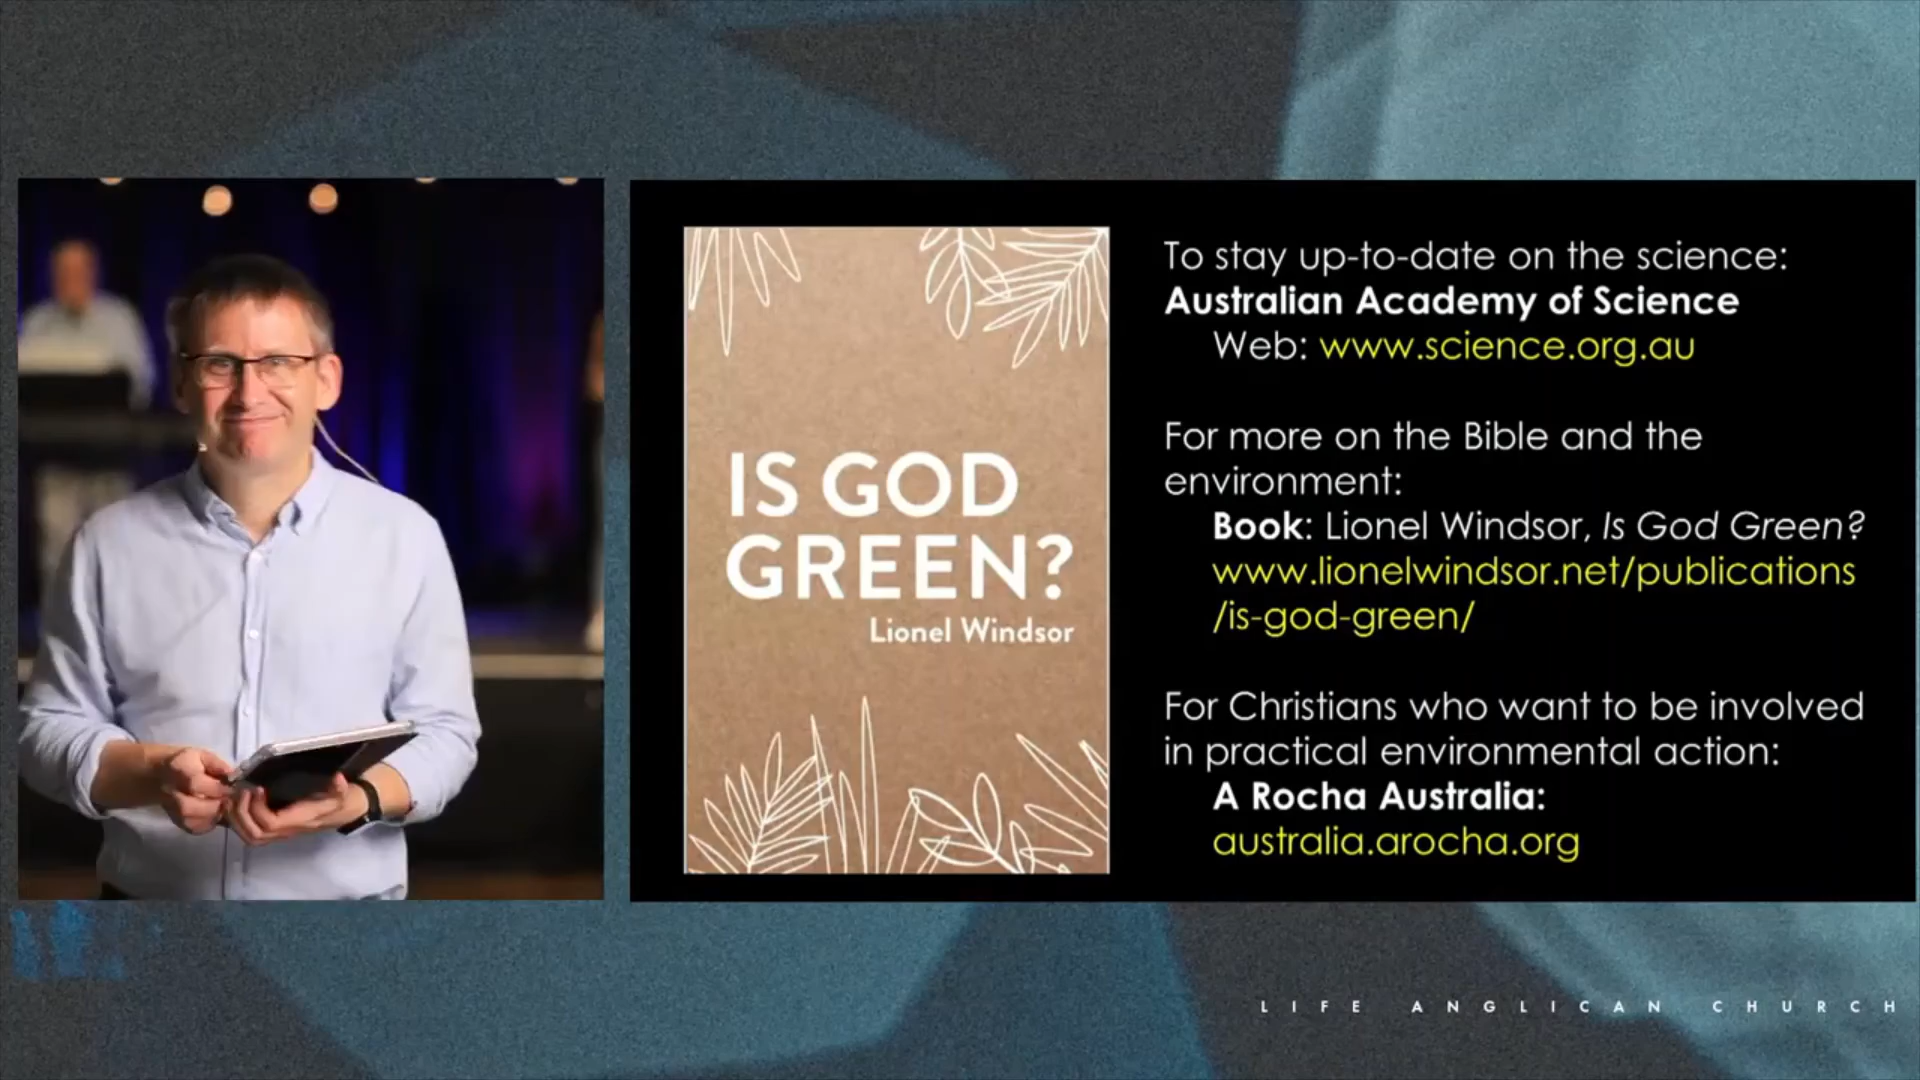 IS GOD
GREEN?
Lionel Windsor
To stay up-to-date on the science:
Australian Academy of Science
Web: www.science.org.au
For more on the Bible and the
environment:
Book: Lionel Windsor, Is God Green?
www.lionelwindsor.net/publications
/is-god-green/
For Christians who want to be involved
in practical environmental action:
A Rocha Australia:
australia.arocha.org
LIFE ANGLICAN CHURCH